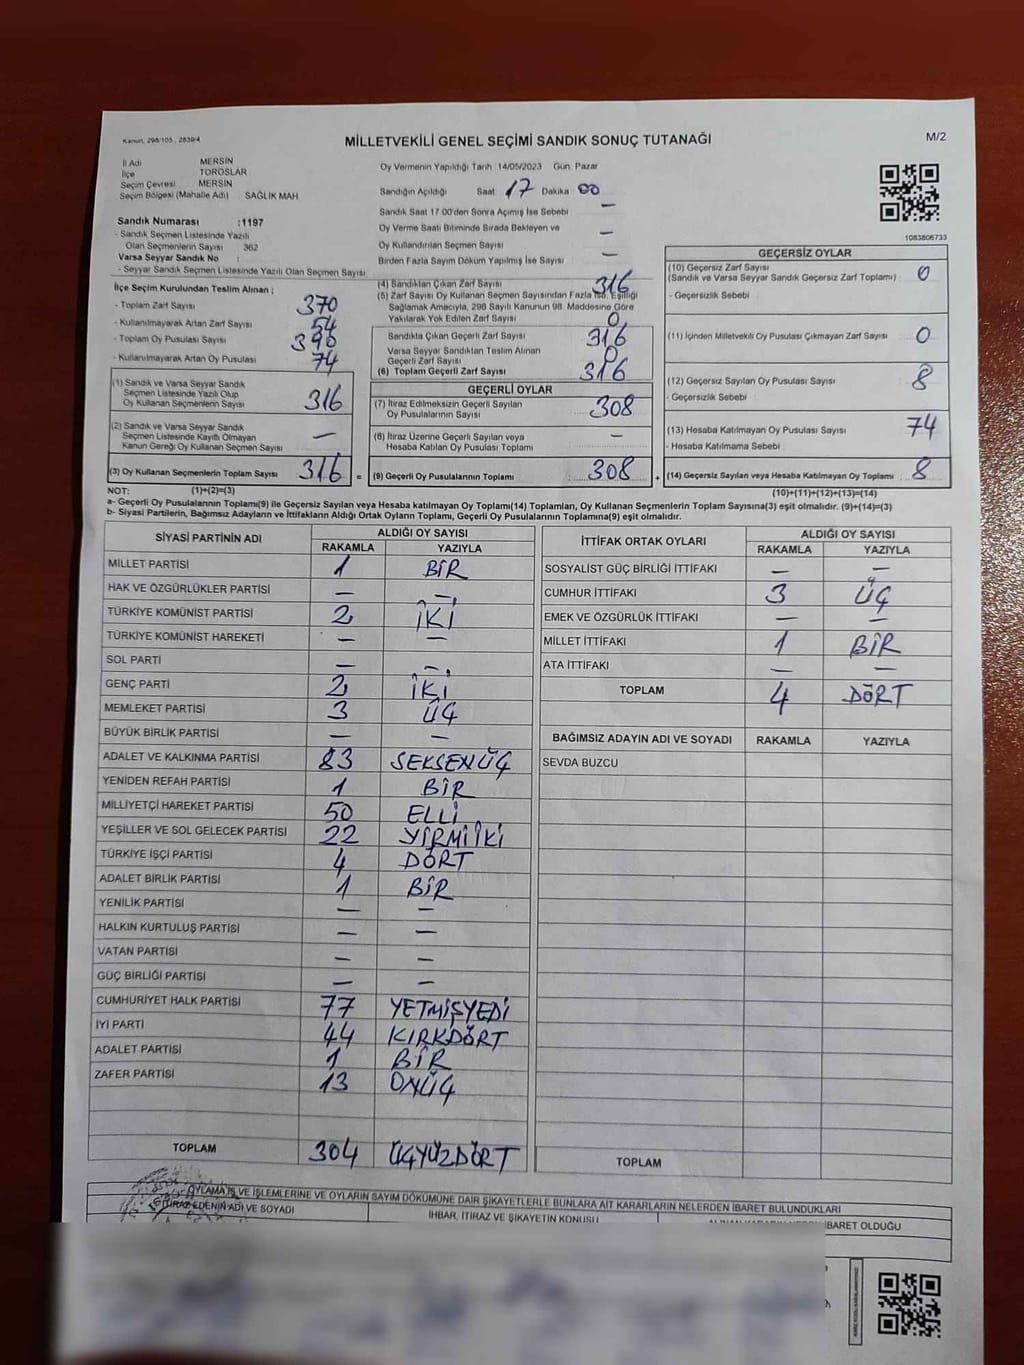 Kanun, 298/105 , 2839/4
MİLLETVEKİLİ GENEL SEÇİMİ SANDIK SONUÇ TUTANAĞI
M/2
İl Adı MERSİN
İlçe TOROSLAR
Seçim Çevresi MERSİN
Seçim Bölgesi (Mahalle Adı) SAĞLIK MAH
Sandık Numarası :1197
- Sandık Seçmen Listesinde Yazılı
Olan Seçmenlerin Sayısı 362
Varsa Seyyar Sandık No :
- Seyyar Sandık Seçmen Listesinde Yazılı Olan Seçmen Sayısı
Oy Vermenin Yapıldığı Tarih 14/05/2023 Gün Pazar
Sandığın Açıldığı Saat 17 Dakika 00
Sandık Saat 17.00'den Sonra Açılmış İse Sebebi —
Oy Verme Saati Bitiminde Sırada Bekleyen ve
Oy Kullandırılan Seçmen Sayısı —
Birden Fazla Sayım Döküm Yapılmış İse Sayısı —
1083806733
İlçe Seçim Kurulundan Teslim Alınan ;
- Toplam Zarf Sayısı 370
- Kullanılmayarak Artan Zarf Sayısı 54
- Toplam Oy Pusulası Sayısı 390
- Kullanılmayarak Artan Oy Pusulası 74
(1) Sandık ve Varsa Seyyar Sandık
Seçmen Listesinde Yazılı Olup
Oy Kullanan Seçmenlerin Sayısı 316
(2) Sandık ve Varsa Seyyar Sandık
Seçmen Listesinde Kayıtlı Olmayan
Kanun Gereği Oy Kullanan Seçmen Sayısı —
(3) Oy Kullanan Seçmenlerin Toplam Sayısı 316 =
(4) Sandıktan Çıkan Zarf Sayısı 316
(5) Zarf Sayısı Oy Kullanan Seçmen Sayısından Fazla İse, Eşitliği
Sağlamak Amacıyla, 298 Sayılı Kanunun 98. Maddesine Göre
Yakılarak Yok Edilen Zarf Sayısı 0
Sandıkta Çıkan Geçerli Zarf Sayısı 316
Varsa Seyyar Sandıktan Teslim Alınan
Geçerli Zarf Sayısı 0
(6) Toplam Geçerli Zarf Sayısı 316
GEÇERLİ OYLAR
(7) İtiraz Edilmeksizin Geçerli Sayılan
Oy Pusulalarının Sayısı 308
(8) İtiraz Üzerine Geçerli Sayılan veya
Hesaba Katılan Oy Pusulaları Toplamı —
(9) Geçerli Oy Pusulalarının Toplamı 308 +
GEÇERSİZ OYLAR
(10) Geçersiz Zarf Sayısı
(Sandık ve Varsa Seyyar Sandık Geçersiz Zarf Toplamı) 0
- Geçersizlik Sebebi
(11) İçinden Milletvekili Oy Pusulası Çıkmayan Zarf Sayısı 0
(12) Geçersiz Sayılan Oy Pusulası Sayısı 8
- Geçersizlik Sebebi
(13) Hesaba Katılmayan Oy Pusulası Sayısı 74
- Hesaba Katılmama Sebebi
(14) Geçersiz Sayılan veya Hesaba Katılmayan Oy Toplamı 8
NOT: (1)+(2)=(3) (10)+(11)+(12)+(13)=(14)
a- Geçerli Oy Pusulalarının Toplamı(9) ile Geçersiz Sayılan veya Hesaba katılmayan Oy Toplamı(14) Toplamları, Oy Kullanan Seçmenlerin Toplam Sayısına(3) eşit olmalıdır. (9)+(14)=(3)
b- Siyasi Partilerin, Bağımsız Adayların ve İttifakların Aldığı Ortak Oyların Toplamı, Geçerli Oy Pusulalarının Toplamına(9) eşit olmalıdır.
SİYASİ PARTİNİN ADI ALDIĞI OY SAYISI
RAKAMLA YAZIYLA
MİLLET PARTİSİ 1 BİR
HAK VE ÖZGÜRLÜKLER PARTİSİ — —
TÜRKİYE KOMÜNİST PARTİSİ 2 İKİ
TÜRKİYE KOMÜNİST HAREKETİ — —
SOL PARTİ — —
GENÇ PARTİ 2 İKİ
MEMLEKET PARTİSİ 3 ÜÇ
BÜYÜK BİRLİK PARTİSİ — —
ADALET VE KALKINMA PARTİSİ 83 SEKSENÜÇ
YENİDEN REFAH PARTİSİ 1 BİR
MİLLİYETÇİ HAREKET PARTİSİ 50 ELLİ
YEŞİLLER VE SOL GELECEK PARTİSİ 22 YİRMİİKİ
TÜRKİYE İŞÇİ PARTİSİ 4 DÖRT
ADALET BİRLİK PARTİSİ 1 BİR
YENİLİK PARTİSİ — —
HALKIN KURTULUŞ PARTİSİ — —
VATAN PARTİSİ — —
GÜÇ BİRLİĞİ PARTİSİ — —
CUMHURİYET HALK PARTİSİ 77 YETMİŞYEDİ
İYİ PARTİ 44 KIRKDÖRT
ADALET PARTİSİ 1 BİR
ZAFER PARTİSİ 13 ONÜÇ
TOPLAM 304 ÜÇYÜZDÖRT
İTTİFAK ORTAK OYLARI ALDIĞI OY SAYISI
RAKAMLA YAZIYLA
SOSYALİST GÜÇ BİRLİĞİ İTTİFAKI — —
CUMHUR İTTİFAKI 3 ÜÇ
EMEK VE ÖZGÜRLÜK İTTİFAKI — —
MİLLET İTTİFAKI 1 BİR
ATA İTTİFAKI — —
TOPLAM 4 DÖRT
BAĞIMSIZ ADAYIN ADI VE SOYADI RAKAMLA YAZIYLA
SEVDA BUZCU
TOPLAM
İŞ VE İŞLEMLERİNE VE OYLARIN SAYIM DÖKÜMÜNE DAİR ŞİKAYETLERLE BUNLARA AİT KARARLARIN NELERDEN İBARET BULUNDUKLARI
İTİRAZ EDENİN ADI VE SOYADI
İHBAR, İTİRAZ VE ŞİKAYETİN KONUSU
İBARET OLDUĞU